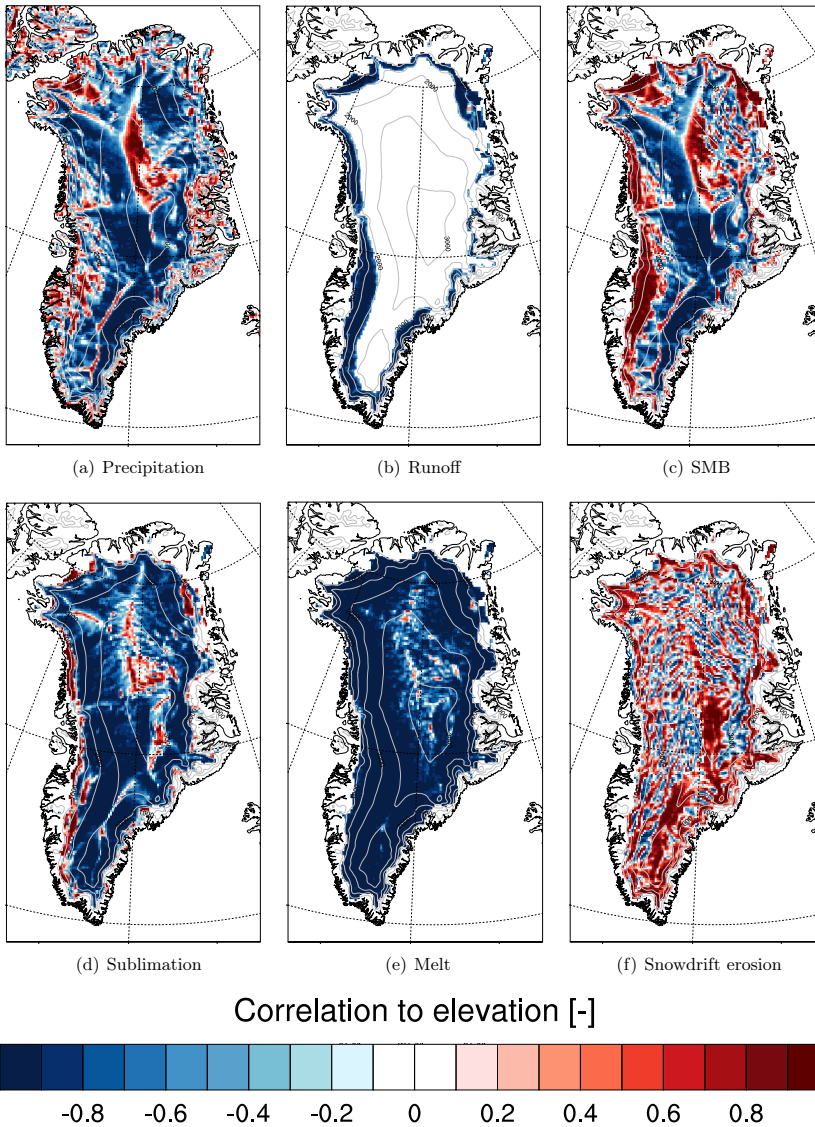 (a) Precipitation
(b) Runoff
(c) SMB
(d) Sublimation
(e) Melt
(f) Snowdrift erosion
Correlation to elevation [-]
-0.8 -0.6 -0.4 -0.2 0 0.2 0.4 0.6 0.8